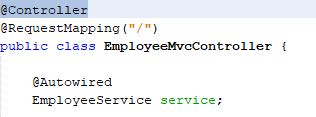 @Controller
@RequestMapping("/")
public class EmployeeMvcController {
@Autowired
EmployeeService service;